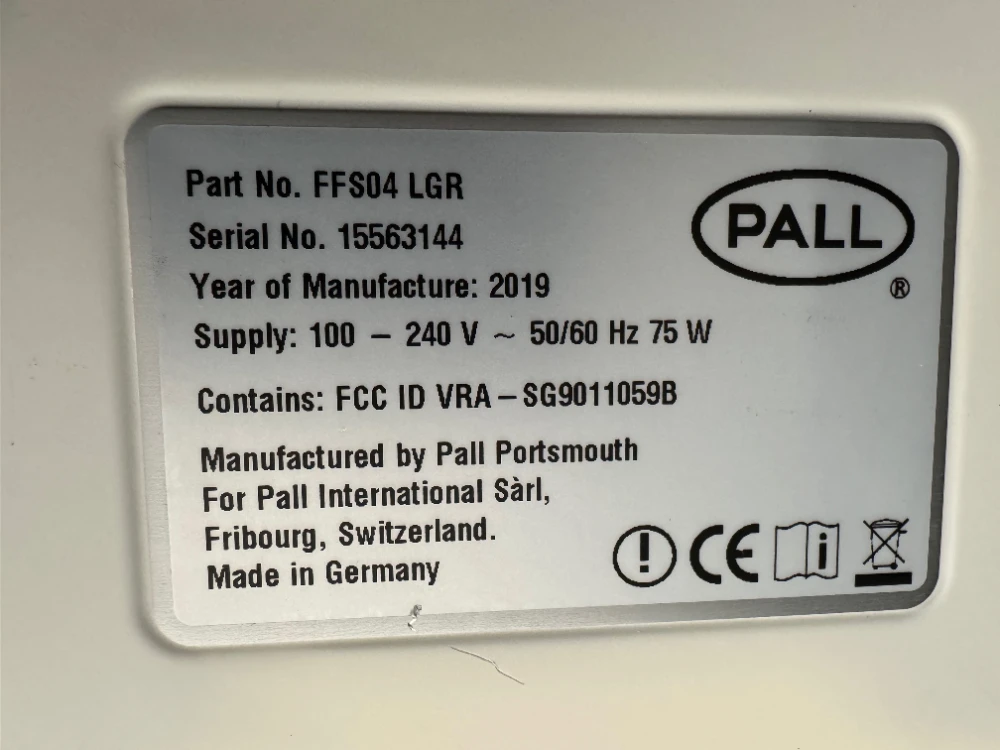 Part No. FFS04 LGR
Serial No. 15563144
Year of Manufacture: 2019
Supply: 100 – 240 V ~ 50/60 Hz 75 W
Contains: FCC ID VRA – SG9011059B
Manufactured by Pall Portsmouth
For Pall International Sàrl,
Fribourg, Switzerland.
Made in Germany
PALL
®
! CE i